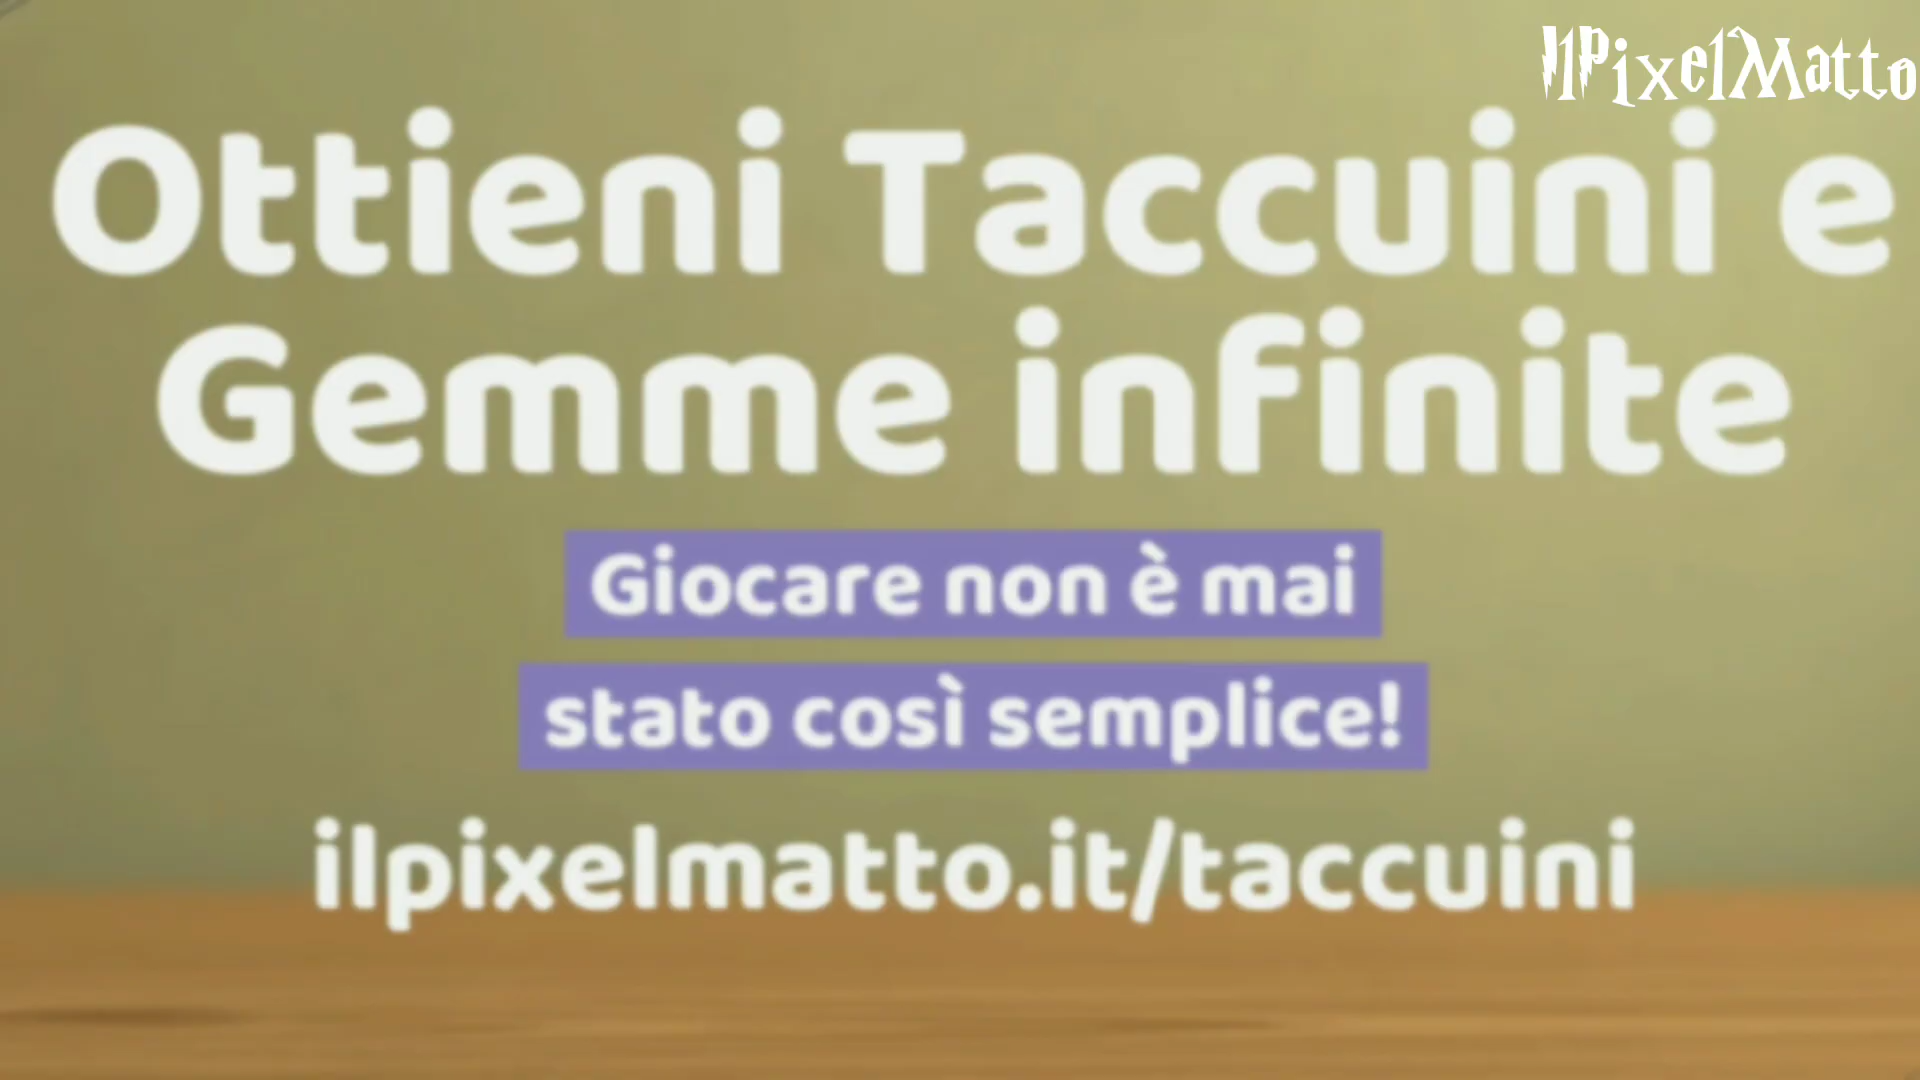 IlPixelMatto
Ottieni Taccuini e
Gemme infinite
Giocare non è mai
stato così semplice!
ilpixelmatto.it/taccuini